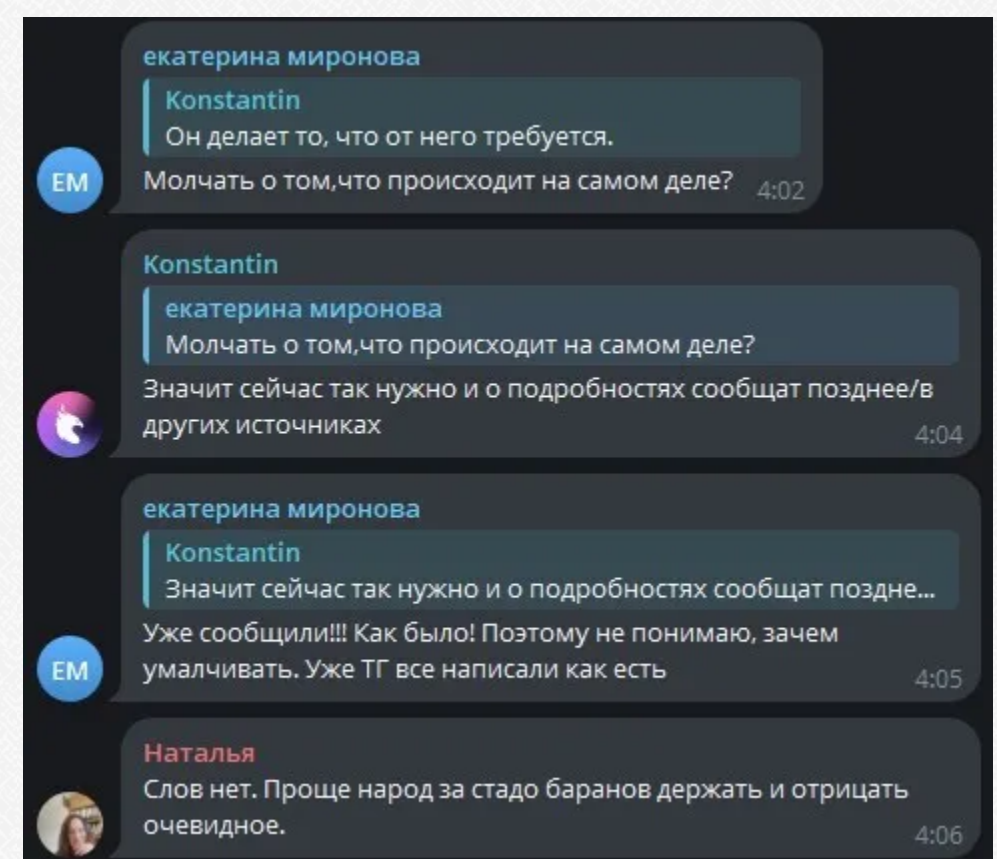 екатерина миронова
Konstantin
Он делает то, что от него требуется.
Молчать о том,что происходит на самом деле?
4:02
ЕМ
Konstantin
екатерина миронова
Молчать о том,что происходит на самом деле?
Значит сейчас так нужно и о подробностях сообщат позднее/в
других источниках
4:04
екатерина миронова
Konstantin
Значит сейчас так нужно и о подробностях сообщат поздне...
Уже сообщили!!! Как было! Поэтому не понимаю, зачем
умалчивать. Уже ТГ все написали как есть
4:05
ЕМ
Наталья
Слов нет. Проще народ за стадо баранов держать и отрицать
очевидное.
4:06